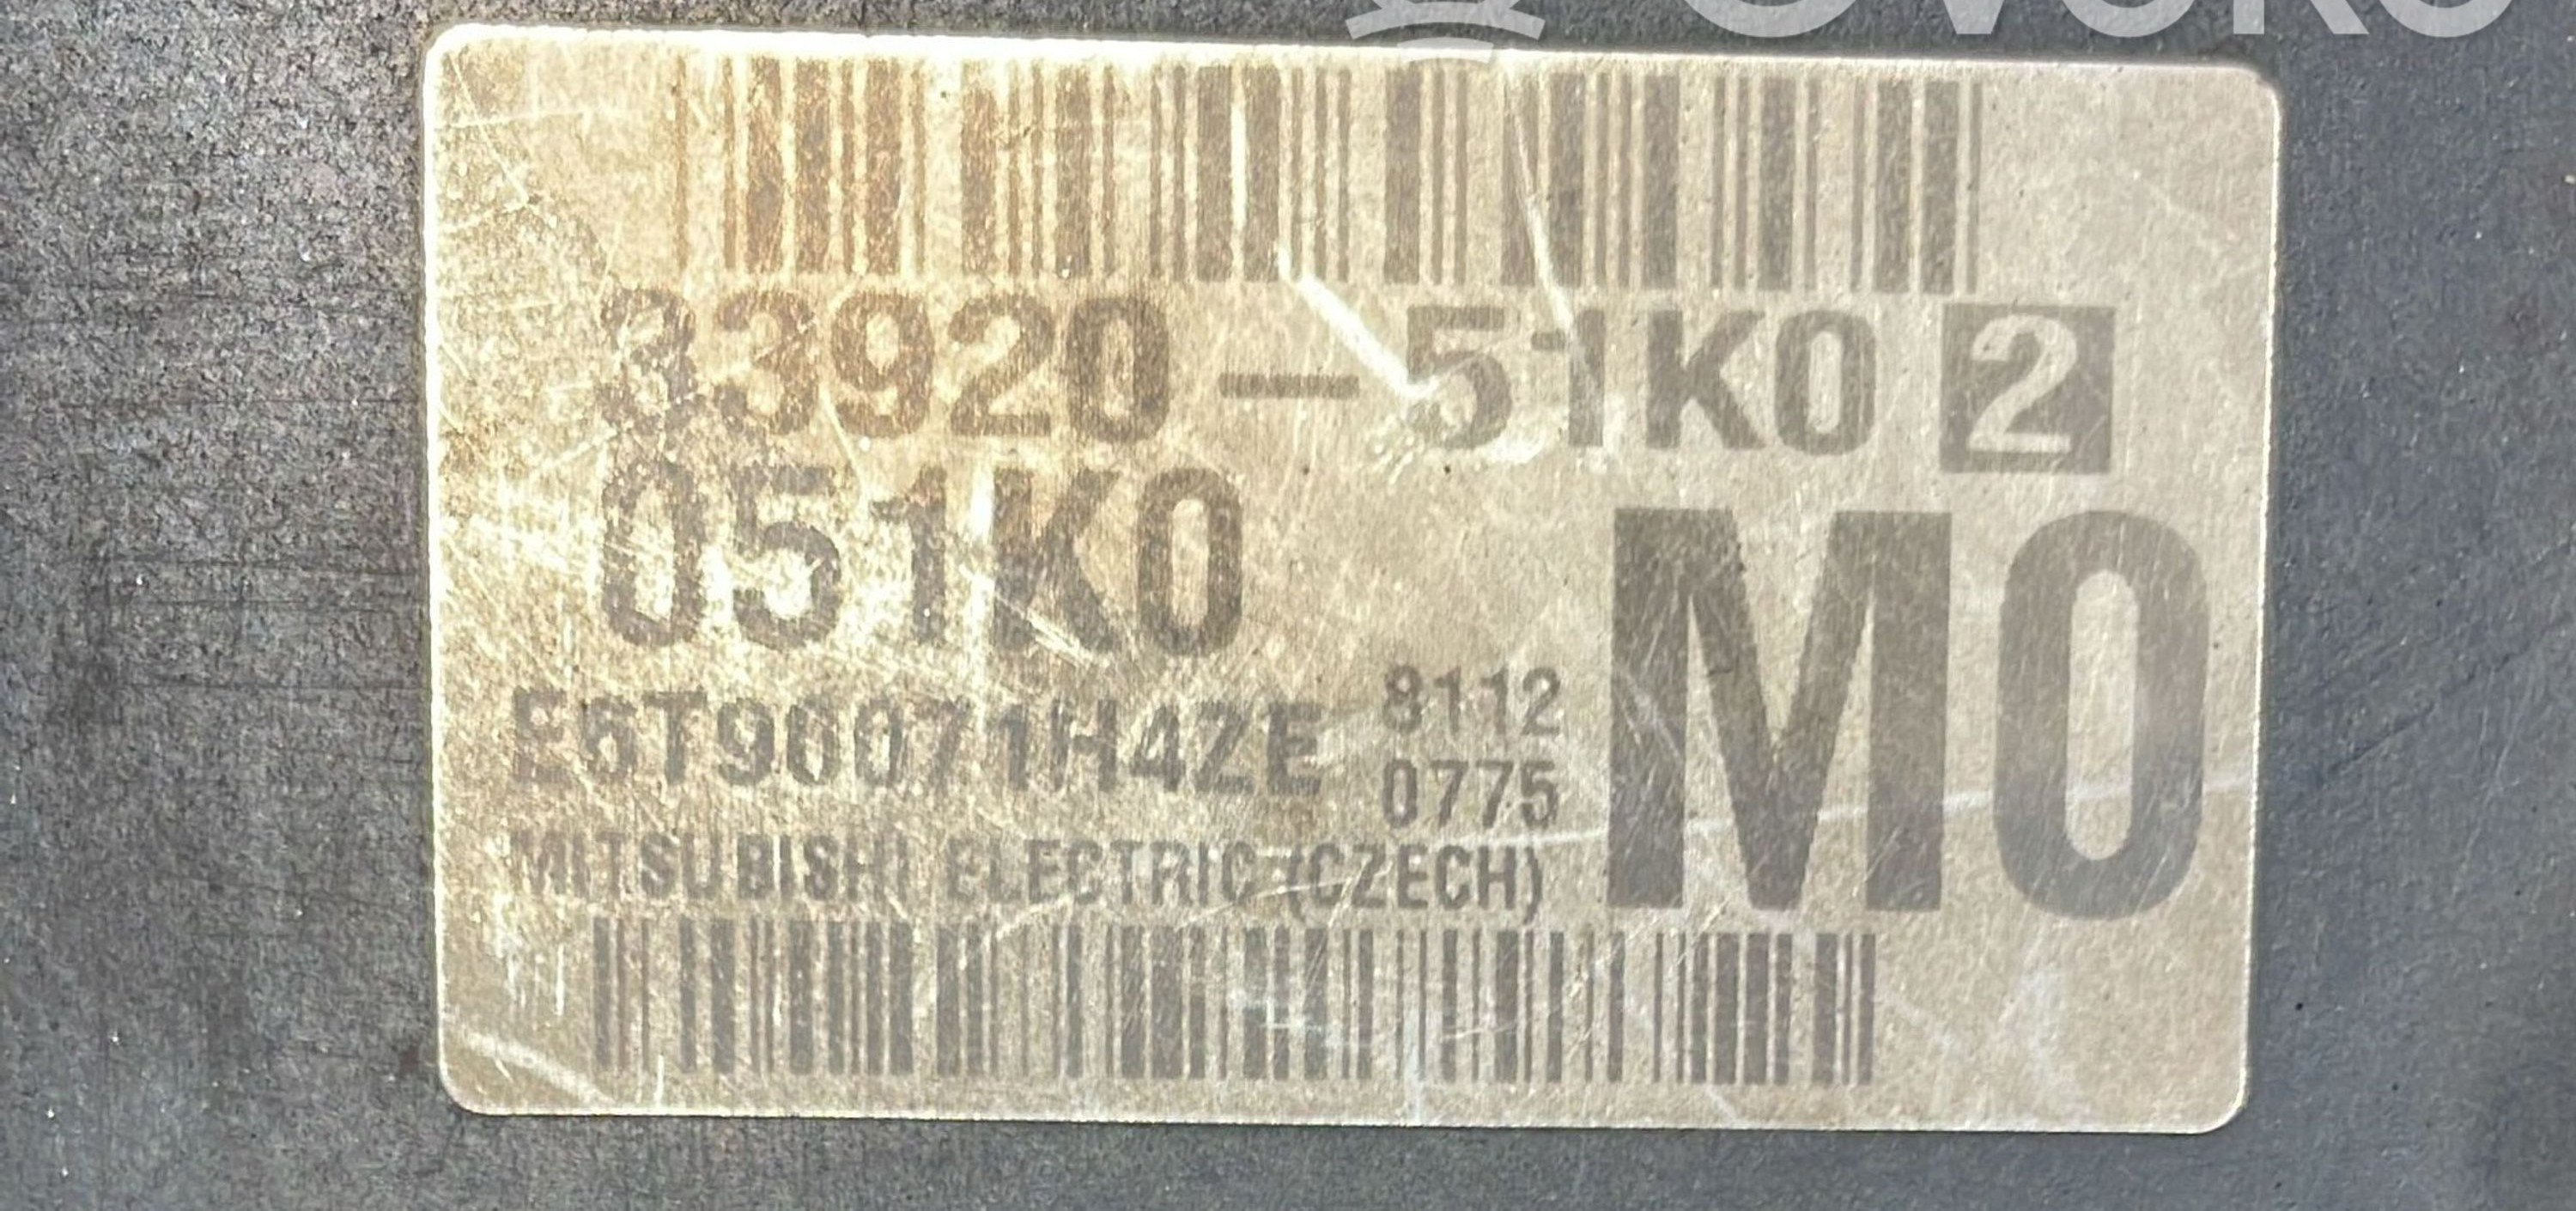 33920-51K0 2
051K0
M0
E6T90071H4ZE
8112
0775
MITSUBISHI ELECTRIC (CZECH)